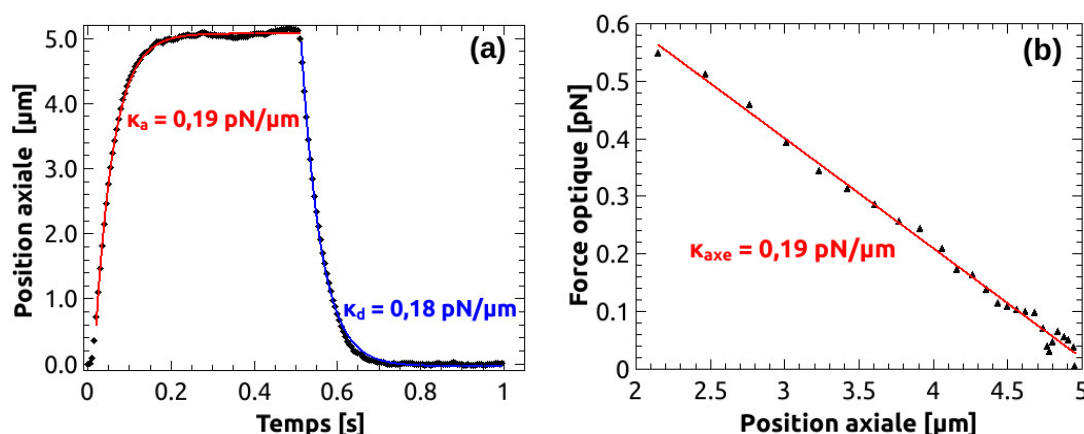 (a)
Position axiale [μm]
5.0
4.0
3.0
2.0
1.0
0.0
κa = 0,19 pN/μm
κd = 0,18 pN/μm
0
0.2
0.4
0.6
0.8
1
Temps [s]
(b)
Force optique [pN]
0.6
0.5
0.4
0.3
0.2
0.1
0
κaxe = 0,19 pN/μm
2
2.5
3
3.5
4
4.5
5
Position axiale [μm]